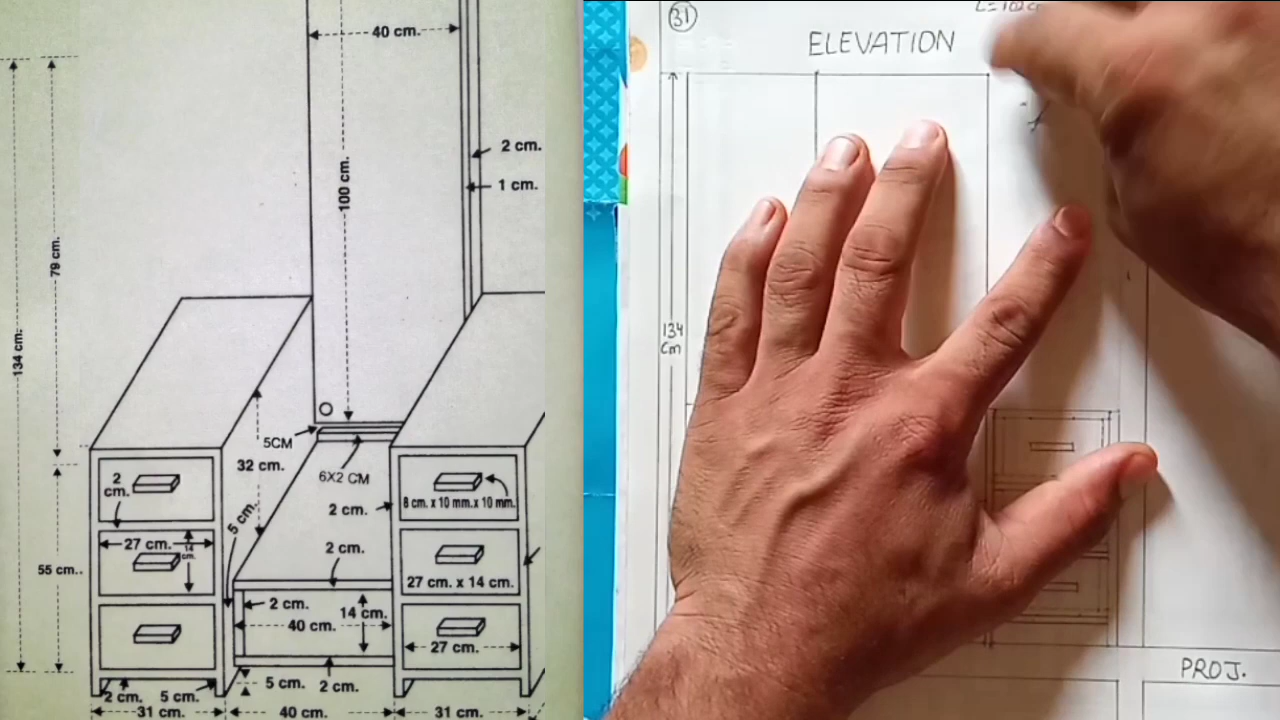 40 cm.
2 cm.
1 cm.
100 cm.
79 cm.
134 cm.
5CM
32 cm.
6X2 CM
2 cm.
8 cm. x 10 mm.x 10 mm.
2 cm.
5 cm.
27 cm.
14 cm.
2 cm.
55 cm..
27 cm. x 14 cm.
2 cm.
14 cm.
40 cm.
27 cm.
5 cm.
2 cm.
2 cm.
5 cm.
31 cm.
40 cm.
31 cm.
31
ELEVATION
134
Cm
PROJ.